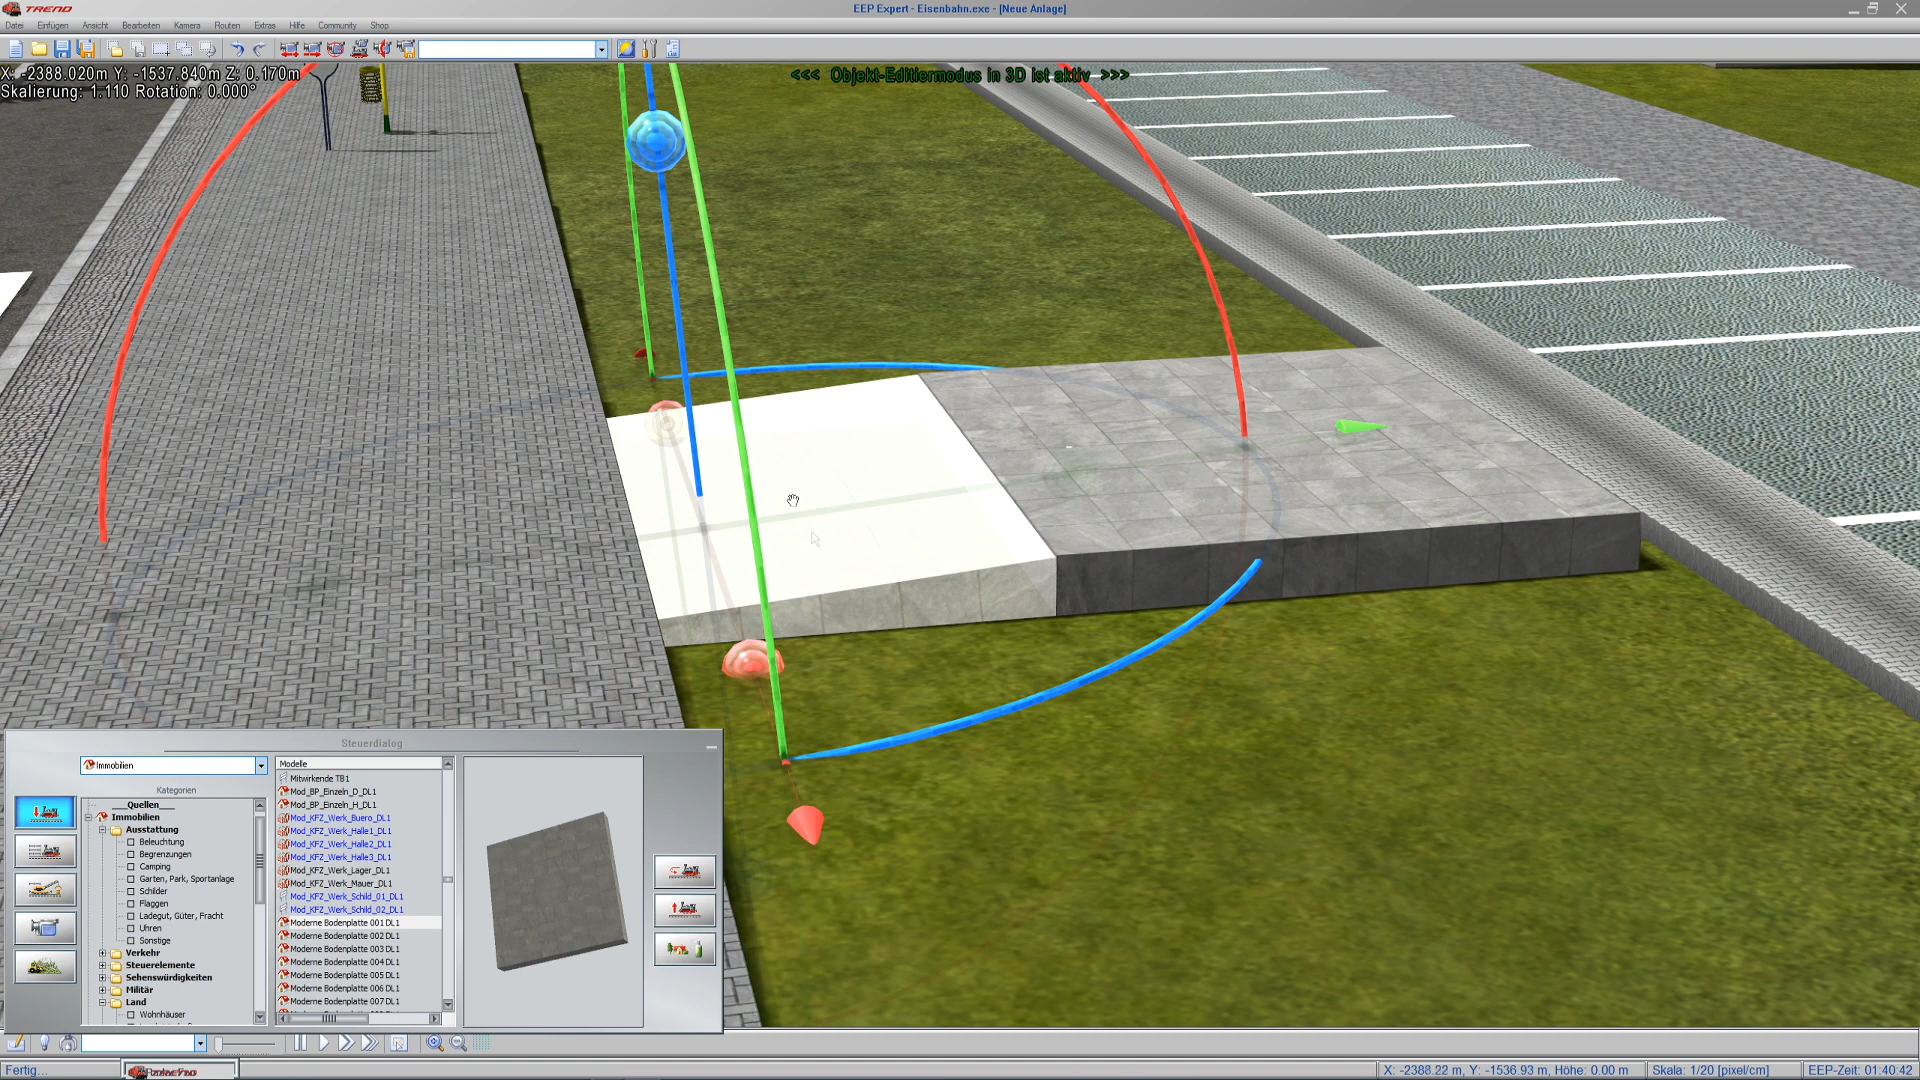 TREND
EEP Expert - Eisenbahn.exe - [Neue Anlage]
Datei Einfügen Ansicht Bearbeiten Kamera Routen Extras Hilfe Community Shop
X: -2388.020m Y: -1537.840m Z: 0.170m
Skalierung: 1.110 Rotation: 0.000°
<<< Objekt-Editiermodus in 3D ist aktiv >>>
Steuerdialog
Immobilien
Kategorien
__Quellen__
Immobilien
Ausstattung
Beleuchtung
Begrenzungen
Camping
Garten, Park, Sportanlage
Schilder
Flaggen
Ladegut, Güter, Fracht
Uhren
Sonstige
Verkehr
Steuerelemente
Sehenswürdigkeiten
Militär
Land
Wohnhäuser
Modelle
Mitwirkende TB1
Mod_BP_Einzeln_D_DL1
Mod_BP_Einzeln_H_DL1
Mod_KFZ_Werk_Buero_DL1
Mod_KFZ_Werk_Halle1_DL1
Mod_KFZ_Werk_Halle2_DL1
Mod_KFZ_Werk_Halle3_DL1
Mod_KFZ_Werk_Lager_DL1
Mod_KFZ_Werk_Mauer_DL1
Mod_KFZ_Werk_Schild_01_DL1
Mod_KFZ_Werk_Schild_02_DL1
Moderne Bodenplatte 001 DL1
Moderne Bodenplatte 002 DL1
Moderne Bodenplatte 003 DL1
Moderne Bodenplatte 004 DL1
Moderne Bodenplatte 005 DL1
Moderne Bodenplatte 006 DL1
Moderne Bodenplatte 007 DL1
Fertig...
X: -2388.22 m, Y: -1536.93 m, Höhe: 0.00 m
Skala: 1/20 [pixel/cm]
EEP-Zeit: 01:40:42